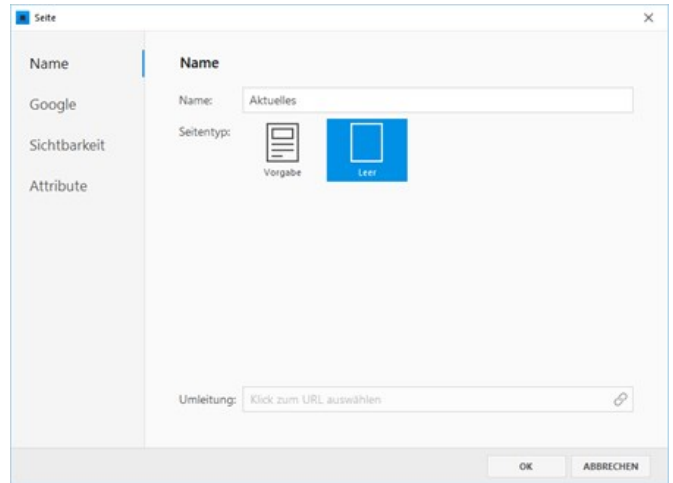 Seite
Name
Google
Sichtbarkeit
Attribute
Name
Name: Aktuelles
Seitentyp:
Vorgabe Leer
Umleitung: Klick zum URL auswählen
OK ABBRECHEN